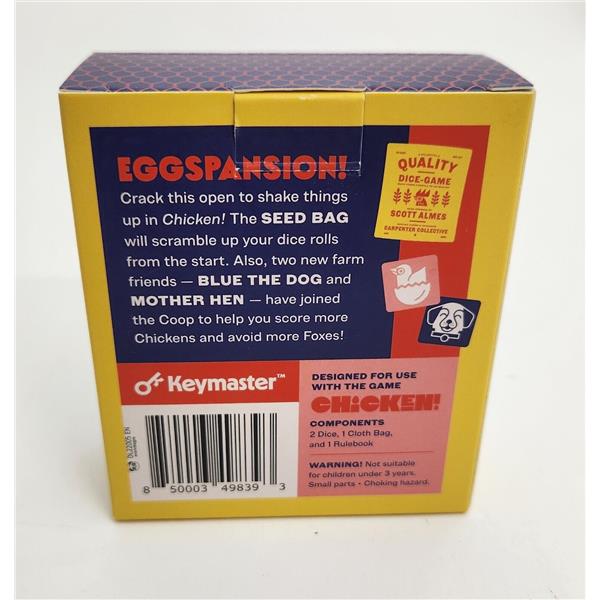 EGGSPANSION!
Crack this open to shake things
up in Chicken! The SEED BAG
will scramble up your dice rolls
from the start. Also, two new farm
friends — BLUE THE DOG and
MOTHER HEN — have joined
the Coop to help you score more
Chickens and avoid more Foxes!
QUALITY
DICE-GAME
SCOTT ALMES
CARPENTER COLLECTIVE
Keymaster™
DESIGNED FOR USE
WITH THE GAME
CHICKEN!
COMPONENTS
2 Dice, 1 Cloth Bag,
and 1 Rulebook
WARNING! Not suitable
for children under 3 years.
Small parts • Choking hazard.
DL22005 EN
8 50003 49839 3